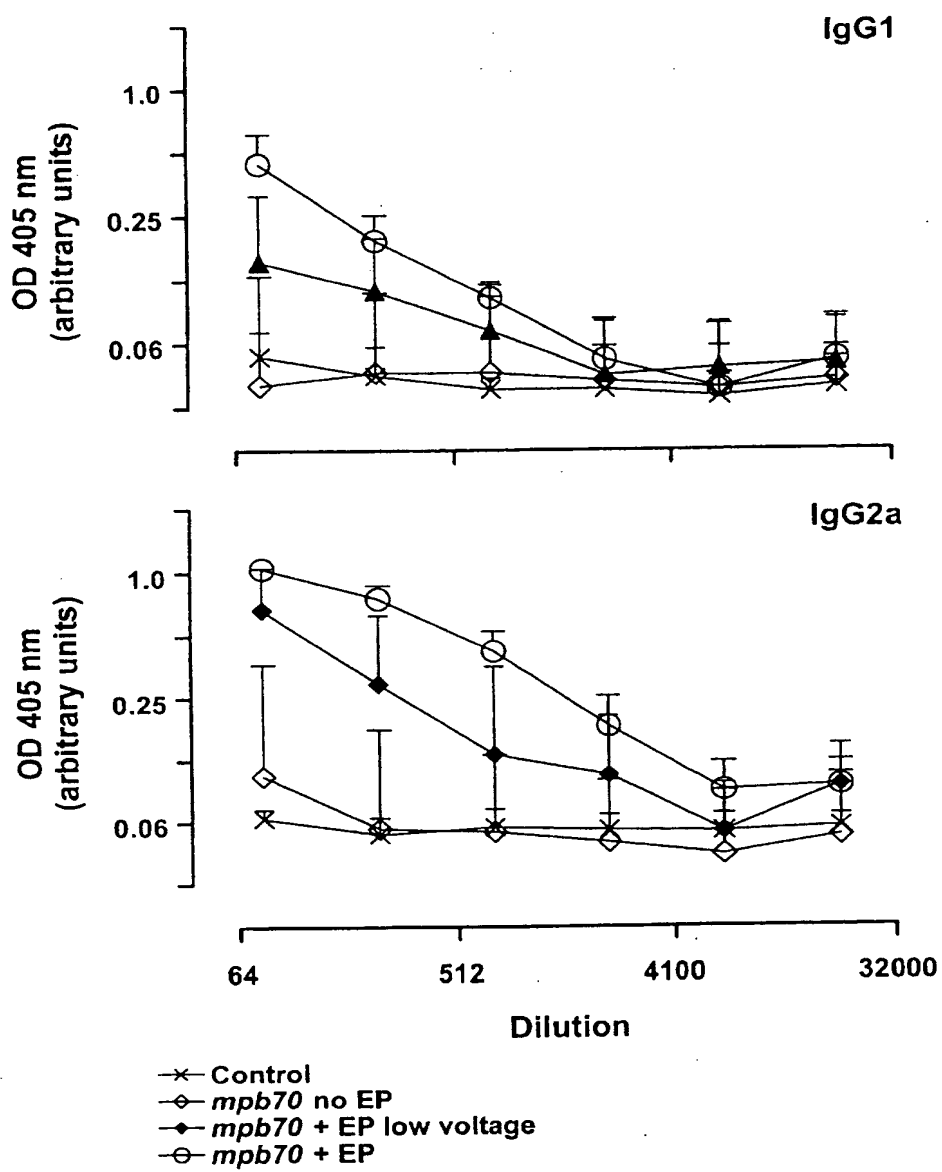 IgG1
1.0
0.25
0.06
OD 405 nm
(arbitrary units)
IgG2a
1.0
0.25
0.06
OD 405 nm
(arbitrary units)
64
512
4100
32000
Dilution
Control
mpb70 no EP
mpb70 + EP low voltage
mpb70 + EP